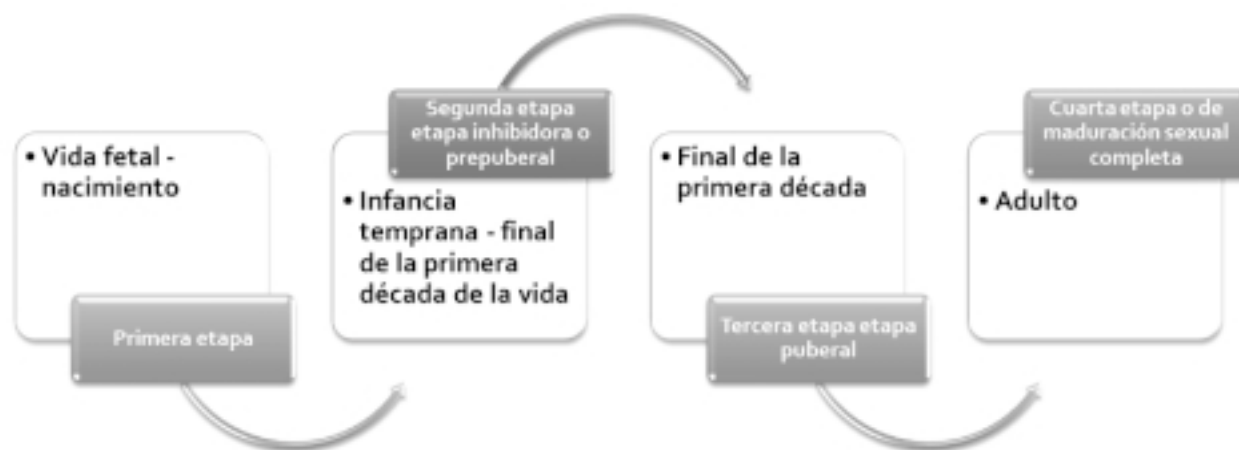 • Vida fetal -
nacimiento
Primera etapa
Segunda etapa
etapa inhibidora o
prepuberal
• Infancia
temprana - final
de la primera
década de la vida
• Final de la
primera década
Tercera etapa etapa
puberal
Cuarta etapa o de
maduración sexual
completa
• Adulto